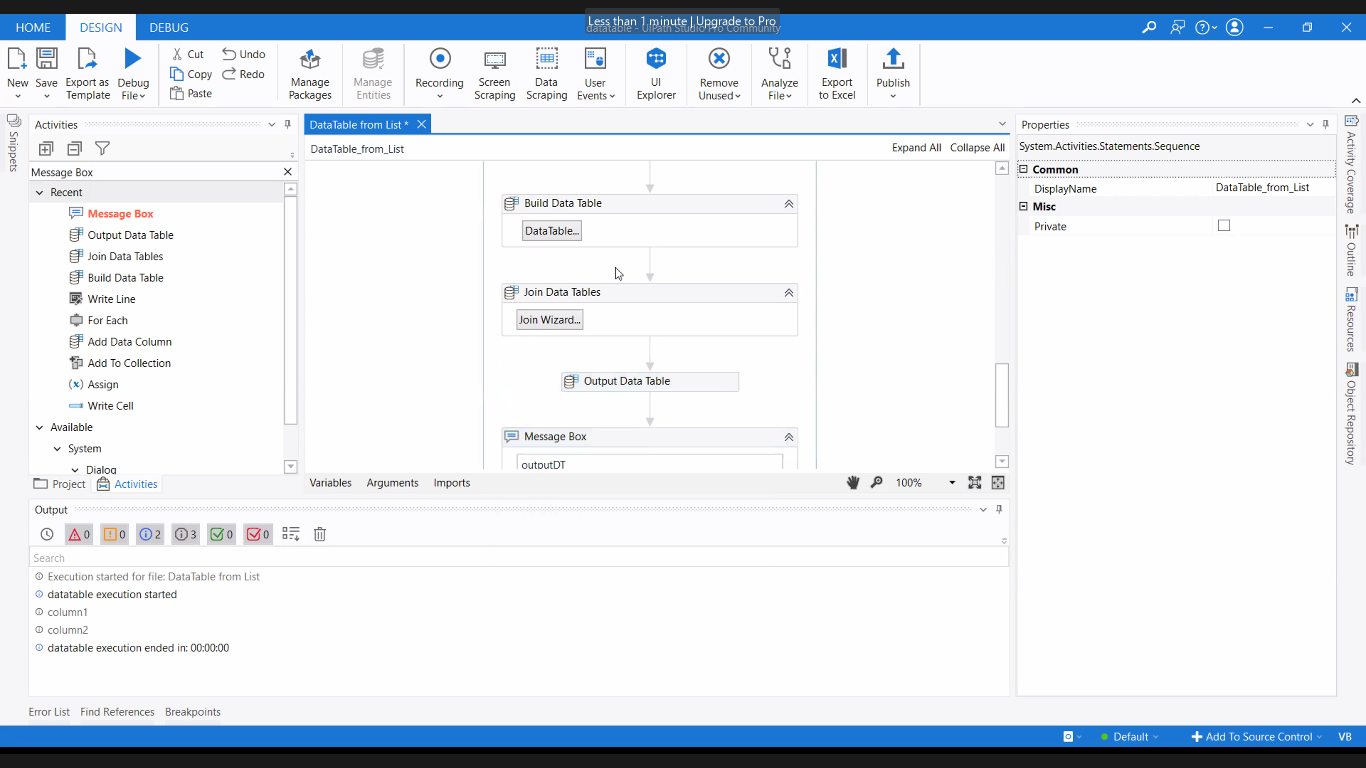 Less than 1 minute | Upgrade to Pro
datatable - UiPath Studio Pro Community
HOME DESIGN DEBUG
New Save Export as Template Debug File
Cut Copy Paste Undo Redo
Manage Packages Manage Entities Recording Screen Scraping Data Scraping User Events UI Explorer Remove Unused Analyze File Export to Excel Publish
Snippets
Activities
Message Box
Recent
Message Box
Output Data Table
Join Data Tables
Build Data Table
Write Line
For Each
Add Data Column
Add To Collection
Assign
Write Cell
Available
System
Dialog
Project Activities
DataTable from List *
DataTable_from_List
Expand All Collapse All
Build Data Table
DataTable...
Join Data Tables
Join Wizard...
Output Data Table
Message Box
outputDT
Variables Arguments Imports
100%
Properties
System.Activities.Statements.Sequence
Common
DisplayName DataTable_from_List
Misc
Private
Activity Coverage
Outline
Resources
Object Repository
Output
0 0 2 3 0 0
Search
Execution started for file: DataTable from List
datatable execution started
column1
column2
datatable execution ended in: 00:00:00
Error List Find References Breakpoints
Default Add To Source Control VB